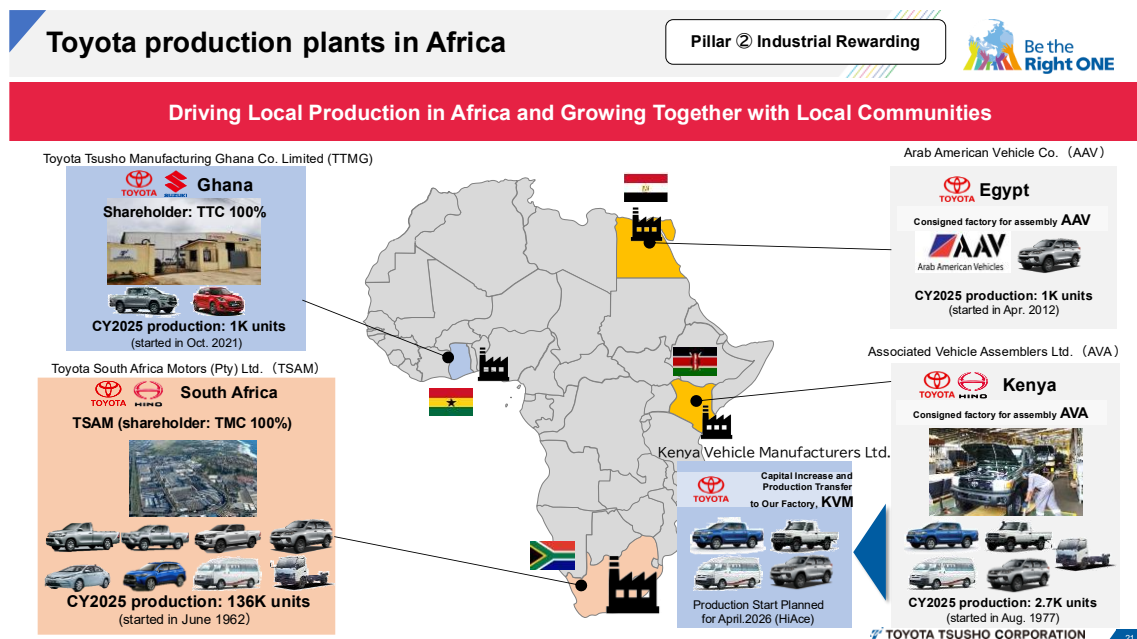 Toyota production plants in Africa
Pillar ② Industrial Rewarding
Be the
Right ONE
Driving Local Production in Africa and Growing Together with Local Communities
Toyota Tsusho Manufacturing Ghana Co. Limited (TTMG)
TOYOTA
SUZUKI
Ghana
Shareholder: TTC 100%
CY2025 production: 1K units
(started in Oct. 2021)
Toyota South Africa Motors (Pty) Ltd.（TSAM）
TOYOTA
HINO
South Africa
TSAM (shareholder: TMC 100%)
CY2025 production: 136K units
(started in June 1962）
Arab American Vehicle Co.（AAV）
TOYOTA
Egypt
Consigned factory for assembly AAV
AAV
Arab American Vehicles
CY2025 production: 1K units
(started in Apr. 2012)
Associated Vehicle Assemblers Ltd.（AVA）
TOYOTA
HINO
Kenya
Consigned factory for assembly AVA
CY2025 production: 2.7K units
(started in Aug. 1977)
Kenya Vehicle Manufacturers Ltd.
TOYOTA
Capital Increase and
Production Transfer
to Our Factory, KVM
Production Start Planned
for April.2026 (HiAce)
TOYOTA TSUSHO CORPORATION
21